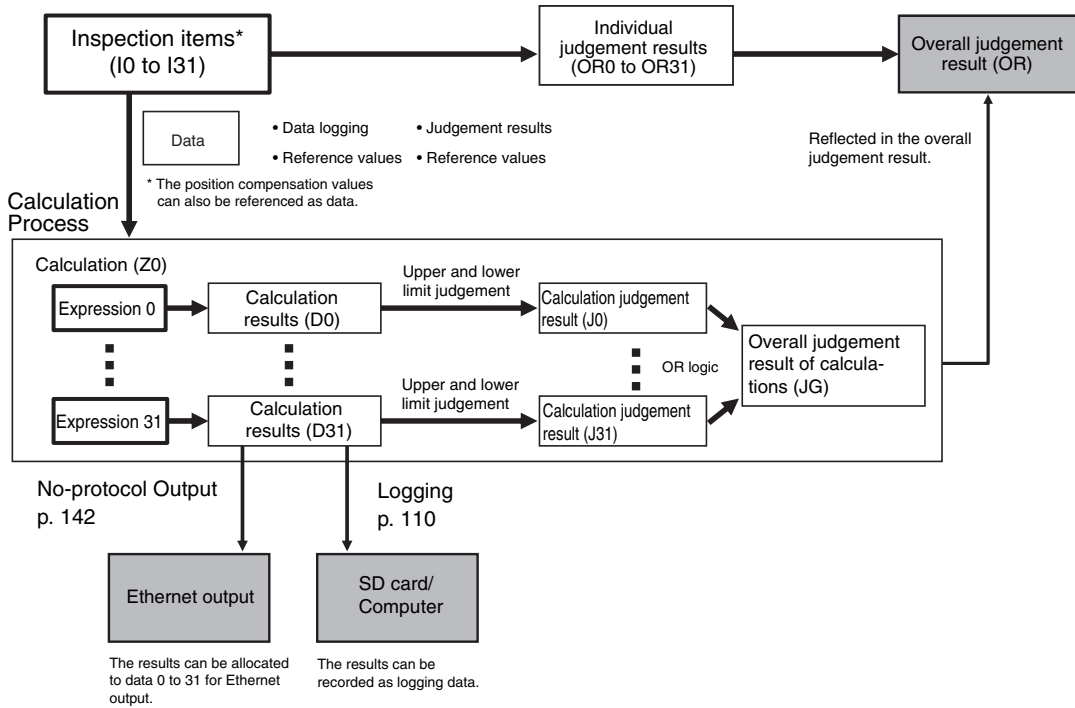 Inspection items*
(I0 to I31)
Individual
judgement results
(OR0 to OR31)
Overall judgement
result (OR)
Data
• Data logging
• Judgement results
• Reference values
• Reference values
* The position compensation values
can also be referenced as data.
Reflected in the overall
judgement result.
Calculation
Process
Calculation (Z0)
Expression 0
Calculation
results (D0)
Upper and lower
limit judgement
Calculation judgement
result (J0)
OR logic
Overall judgement
result of calcula-
tions (JG)
Expression 31
Calculation
results (D31)
Upper and lower
limit judgement
Calculation judgement
result (J31)
No-protocol Output
p. 142
Logging
p. 110
Ethernet output
SD card/
Computer
The results can be allocated
to data 0 to 31 for Ethernet
output.
The results can be
recorded as logging data.